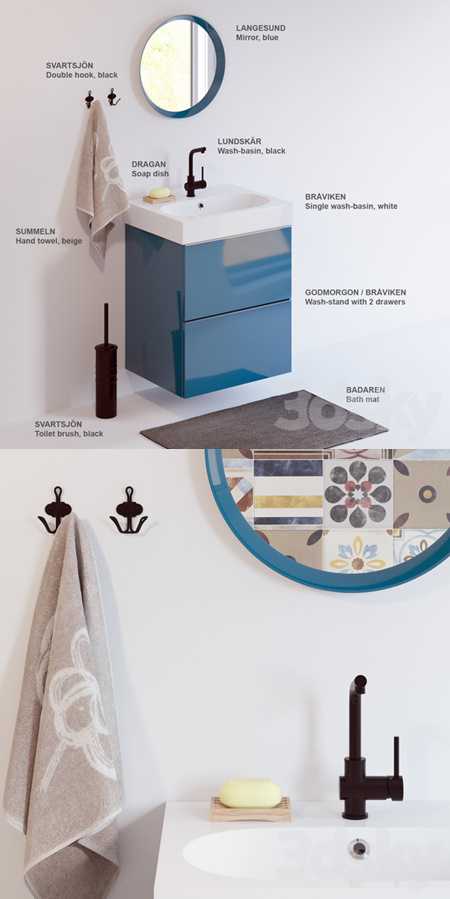 LANGESUND
Mirror, blue
SVARTSJÖN
Double hook, black
LUNDSKÄR
Wash-basin, black
DRAGAN
Soap dish
BRÅVIKEN
Single wash-basin, white
SUMMELN
Hand towel, beige
GODMORGON / BRÅVIKEN
Wash-stand with 2 drawers
BADAREN
Bath mat
3dsky
SVARTSJÖN
Toilet brush, black
3dsky